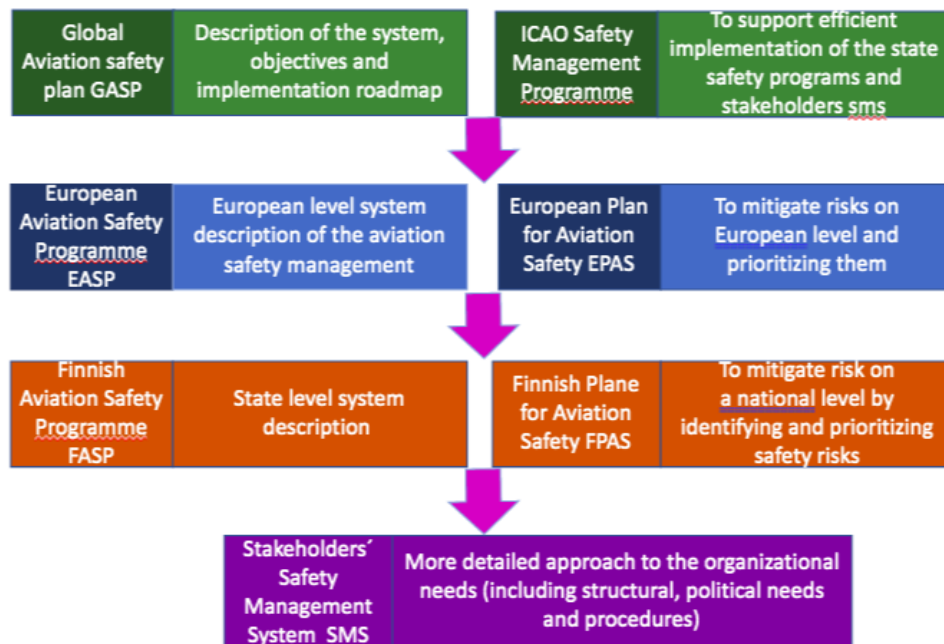 Global
Aviation safety
plan GASP
Description of the system,
objectives and
implementation roadmap
ICAO Safety
Management
Programme
To support efficient
implementation of the state
safety programs and
stakeholders sms
European
Aviation Safety
Programme
EASP
European level system
description of the aviation
safety management
European Plan
for Aviation
Safety EPAS
To mitigate risks on
European level and
prioritizing them
Finnish
Aviation Safety
Programme
FASP
State level system
description
Finnish Plane
for Aviation
Safety FPAS
To mitigate risk on
a national level by
identifying and prioritizing
safety risks
Stakeholders´
Safety
Management
System SMS
More detailed approach to the organizational
needs (including structural, political needs
and procedures)